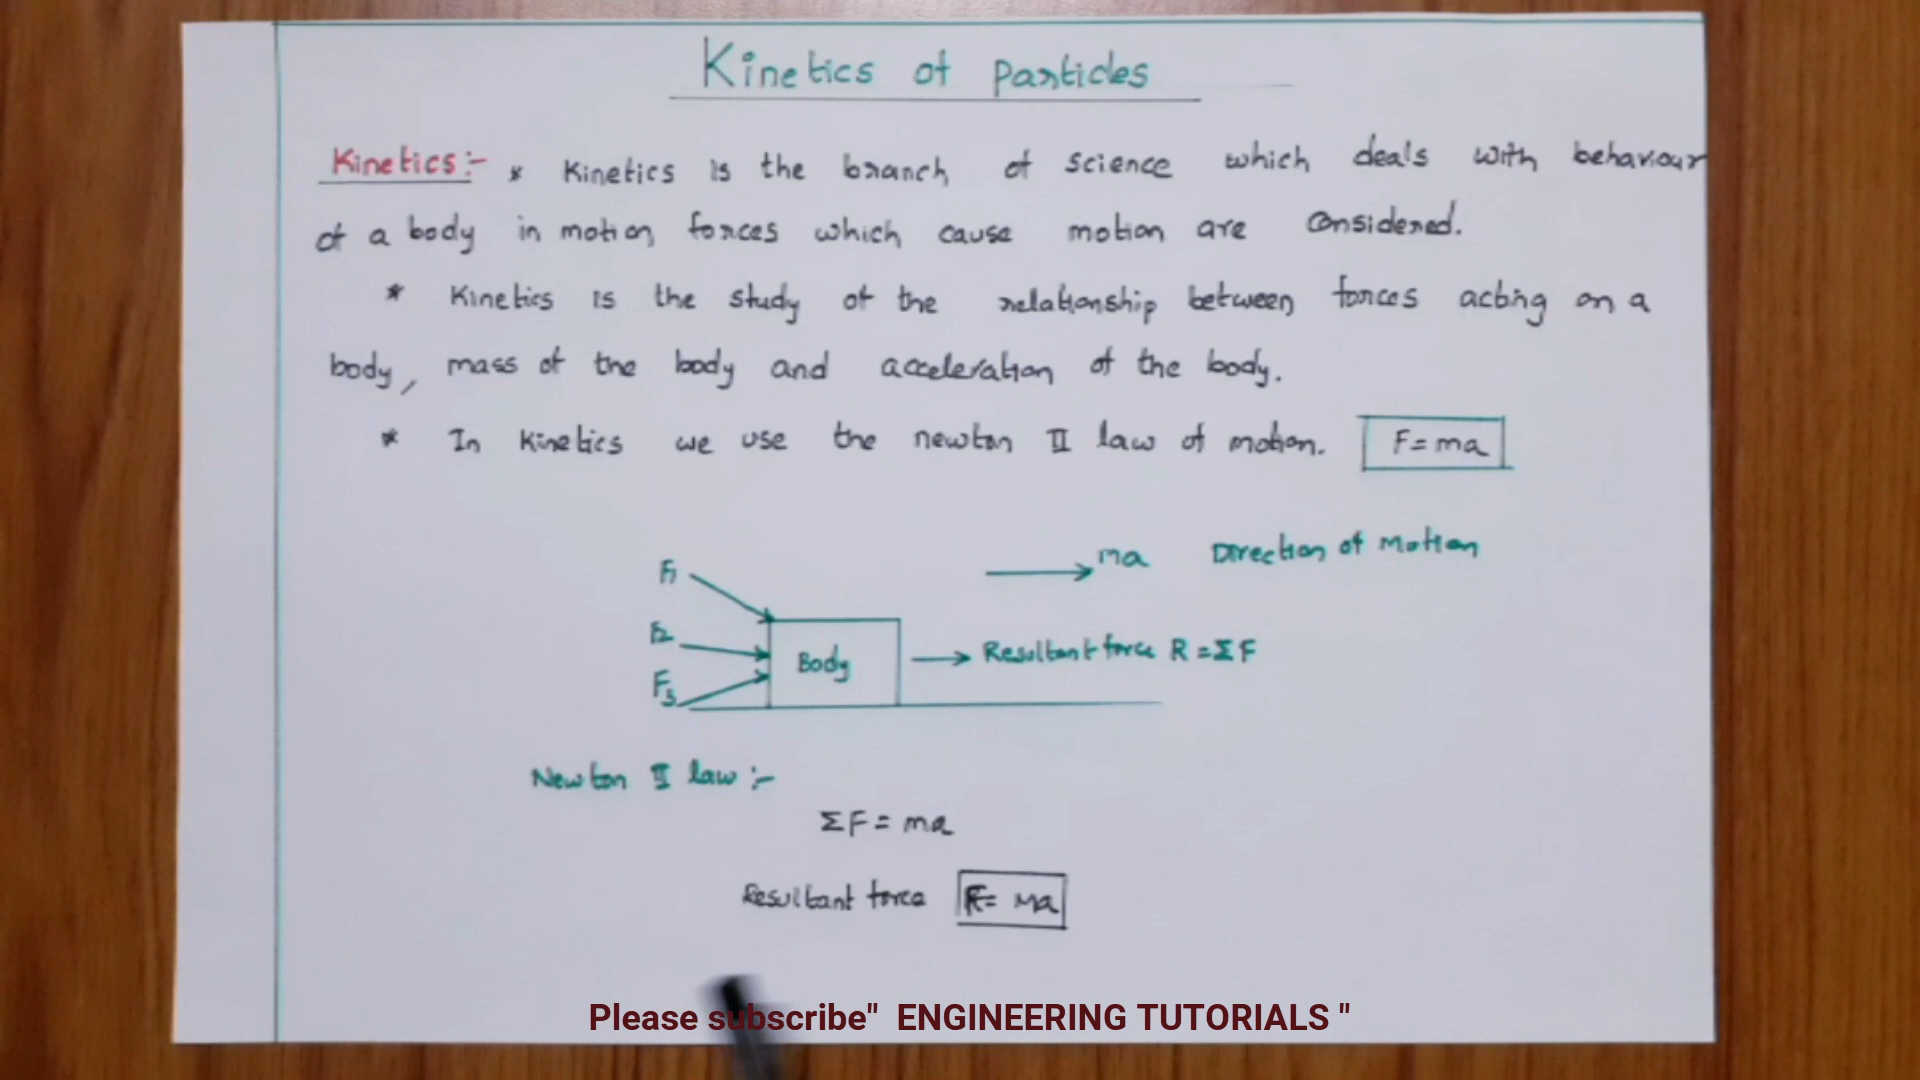 Kinetics of particles
Kinetics:- * Kinetics is the branch of science which deals with behaviour
of a body in motion, forces which cause motion are considered.
* Kinetics is the study of the relationship between forces acting on a
body, mass of the body and acceleration of the body.
* In Kinetics we use the newton II law of motion. F=ma
F1
ma Direction of Motion
F2
Body
Resultant force R=ΣF
F3
Newton II law:-
ΣF= ma
Resultant force = ma
Please subscribe" ENGINEERING TUTORIALS "